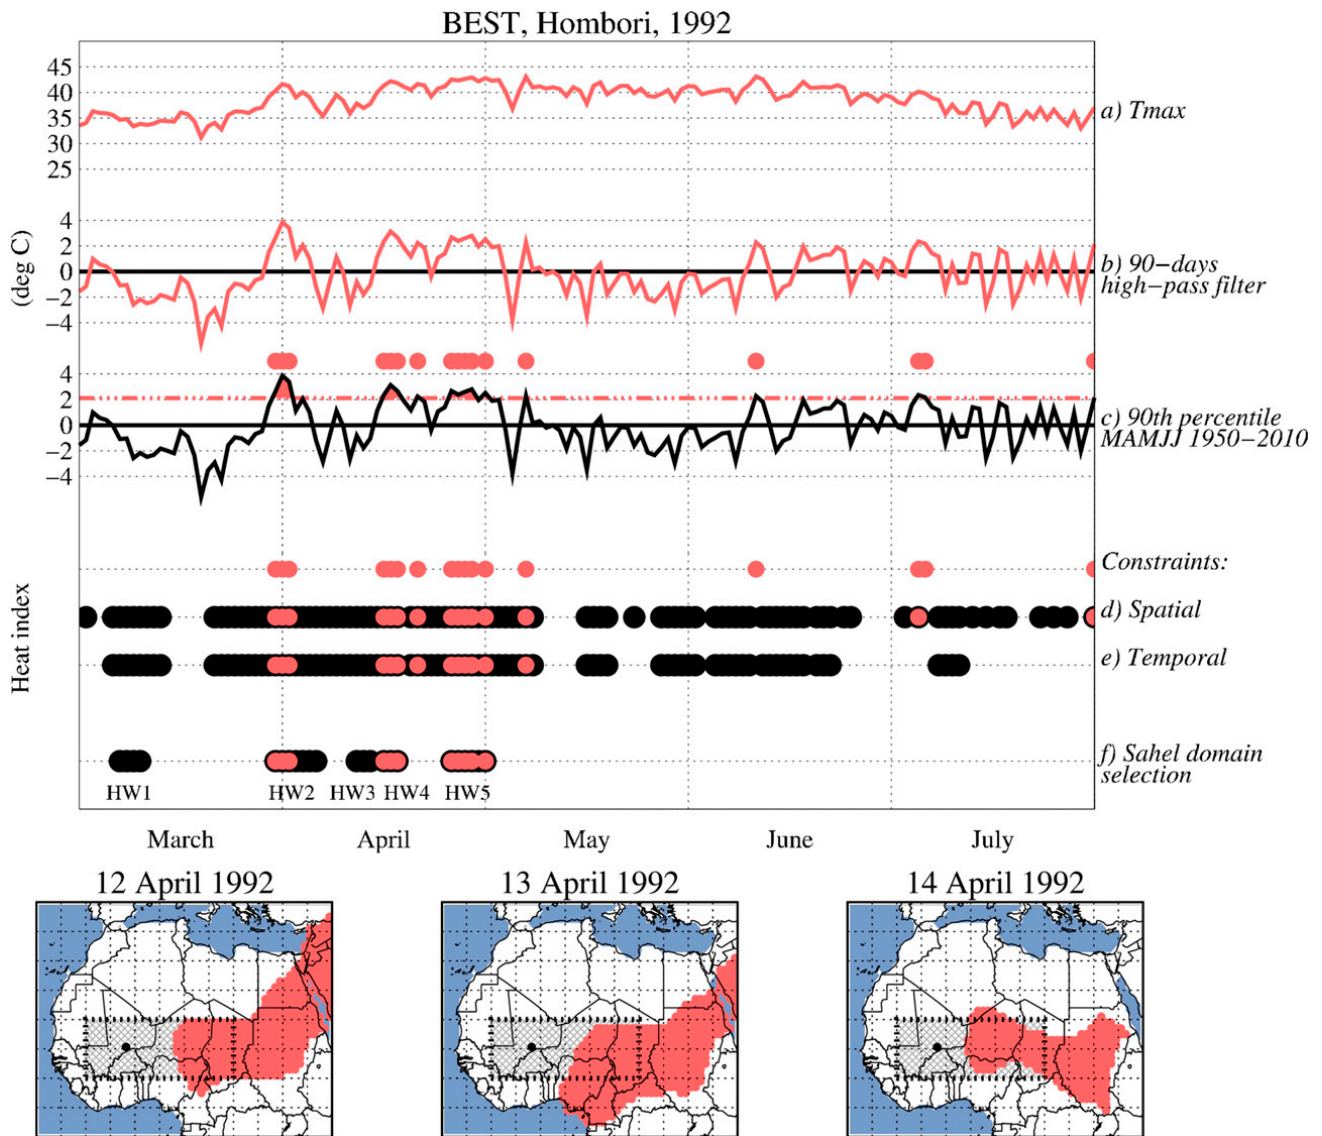 BEST, Hombori, 1992
45
40
35
30
25
a) Tmax
(deg C)
4
2
0
−2
−4
b) 90−days
high−pass filter
4
2
0
−2
−4
c) 90th percentile
MAMJJ 1950−2010
Heat index
Constraints:
d) Spatial
e) Temporal
f) Sahel domain
selection
HW1 HW2 HW3 HW4 HW5
March April May June July
12 April 1992 13 April 1992 14 April 1992